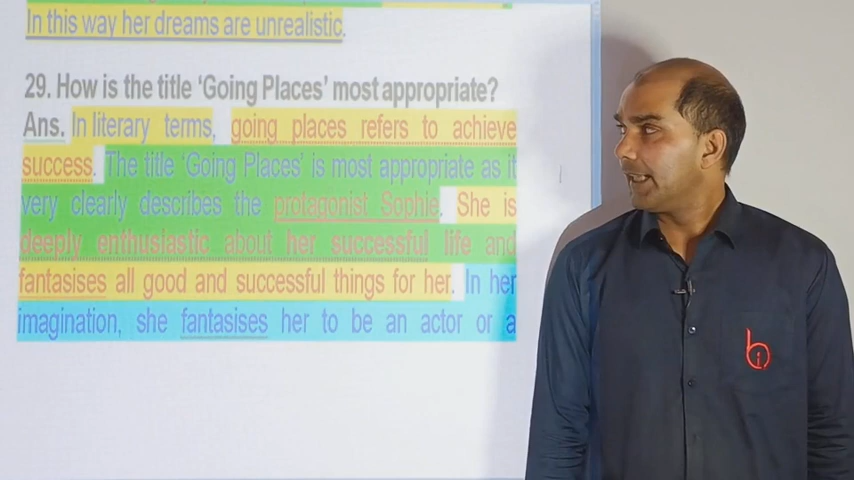 In this way her dreams are unrealistic.
29. How is the title ‘Going Places’ most appropriate?
Ans. In literary terms, going places refers to achieve
success. The title ‘Going Places’ is most appropriate as it
very clearly describes the protagonist Sophie. She is
deeply enthusiastic about her successful life and
fantasises all good and successful things for her. In her
imagination, she fantasises her to be an actor or a